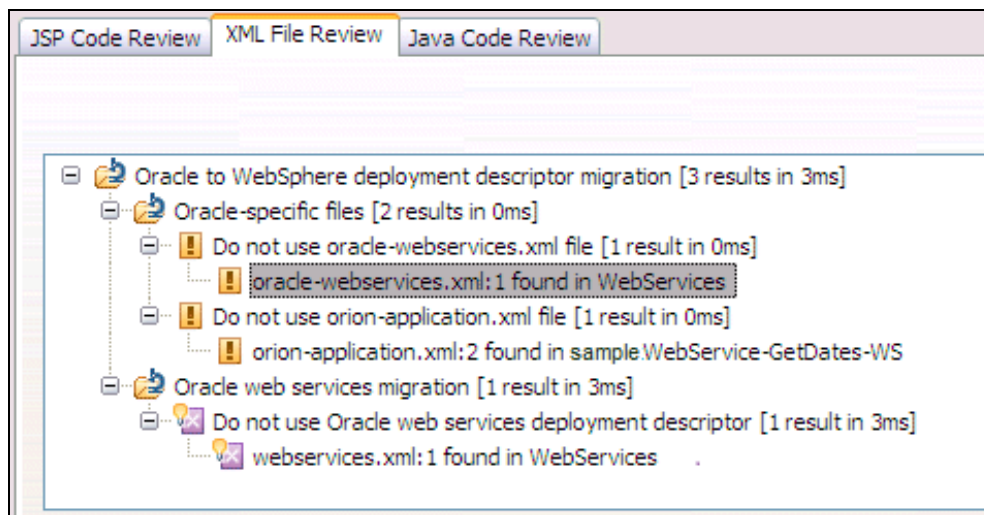 JSP Code Review XML File Review Java Code Review
Oracle to WebSphere deployment descriptor migration [3 results in 3ms]
Oracle-specific files [2 results in 0ms]
Do not use oracle-webservices.xml file [1 result in 0ms]
oracle-webservices.xml:1 found in WebServices
Do not use orion-application.xml file [1 result in 0ms]
orion-application.xml:2 found in sample.WebService-GetDates-WS
Oracle web services migration [1 result in 3ms]
Do not use Oracle web services deployment descriptor [1 result in 3ms]
webservices.xml:1 found in WebServices .